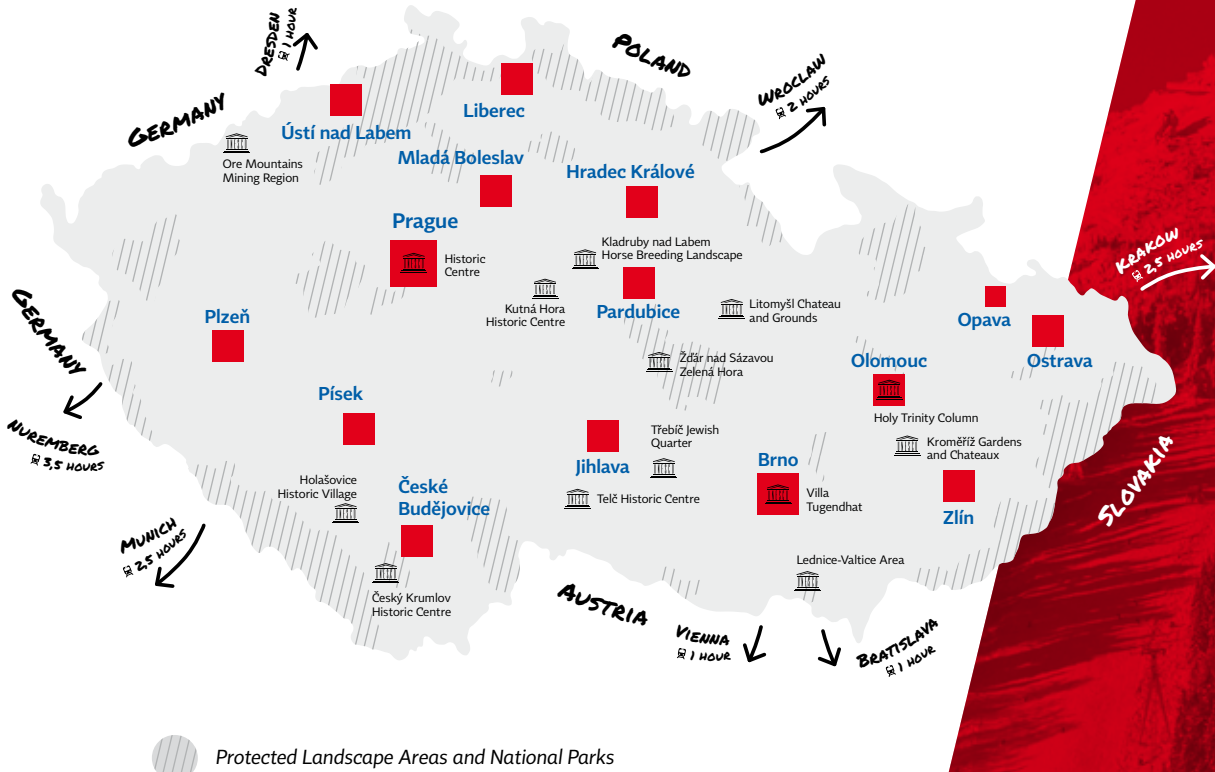 DRESDEN
1 HOUR
POLAND
GERMANY
WROCLAW
2 HOURS
Liberec
Ústí nad Labem
Ore Mountains
Mining Region
Mladá Boleslav
Hradec Králové
Prague
Historic
Centre
Kladruby nad Labem
Horse Breeding Landscape
KRAKOW
2,5 HOURS
Kutná Hora
Historic Centre
Pardubice
Litomyšl Chateau
and Grounds
Opava
Ostrava
GERMANY
Plzeň
Žďár nad Sázavou
Zelená Hora
Olomouc
Holy Trinity Column
Písek
NUREMBERG
3,5 HOURS
Třebíč Jewish
Quarter
Kroměříž Gardens
and Chateaux
Jihlava
Telč Historic Centre
Brno
Villa
Tugendhat
Zlín
SLOVAKIA
Holašovice
Historic Village
České
Budějovice
MUNICH
2,5 HOURS
Český Krumlov
Historic Centre
Lednice-Valtice Area
AUSTRIA
VIENNA
1 HOUR
BRATISLAVA
1 HOUR
Protected Landscape Areas and National Parks